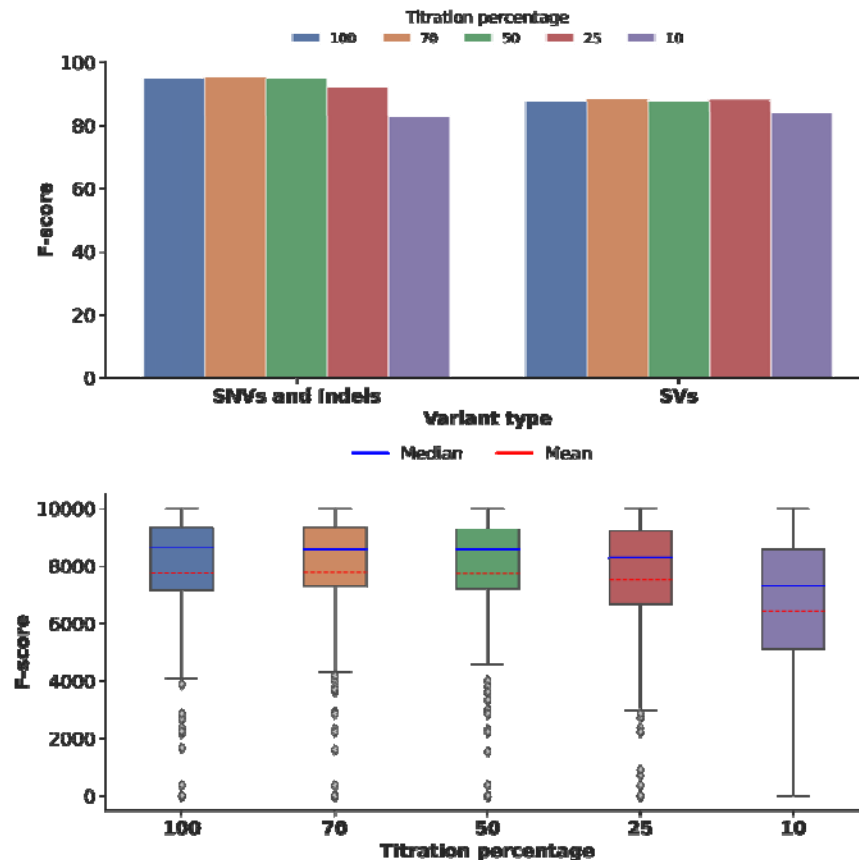 Titration percentage
100 70 50 25 10
100
80
60
40
20
0
F-score
SNVs and Indels SVs
Variant type
Median Mean
10000
8000
6000
4000
2000
0
F-score
100 70 50 25 10
Titration percentage